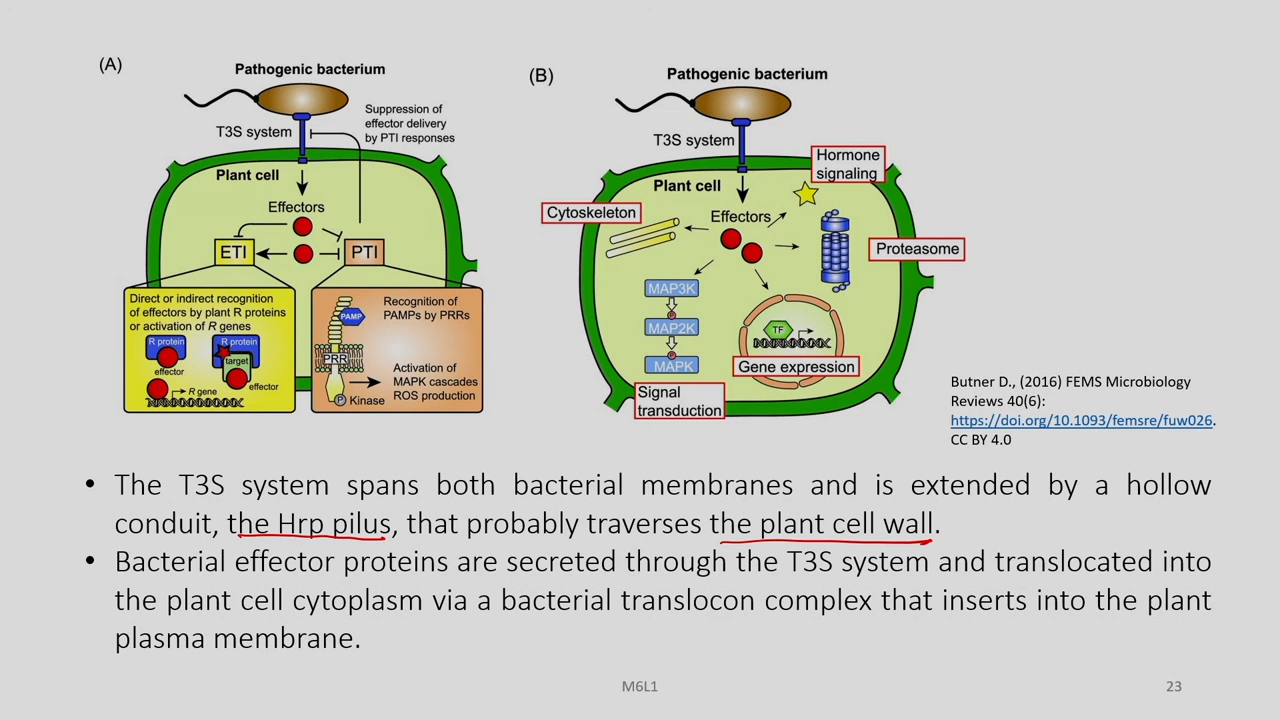 (A)
Pathogenic bacterium
T3S system
Suppression of
effector delivery
by PTI responses
Plant cell
Effectors
ETI
PTI
Direct or indirect recognition
of effectors by plant R proteins
or activation of R genes
R protein
effector
R protein
target
effector
R gene
Recognition of
PAMPs by PRRs
PAMP
PRR
Activation of
MAPK cascades
ROS production
P
Kinase
(B)
Pathogenic bacterium
T3S system
Hormone
signaling
Plant cell
Cytoskeleton
Effectors
Proteasome
MAP3K
P
MAP2K
P
MAPK
TF
Gene expression
Signal
transduction
Butner D., (2016) FEMS Microbiology
Reviews 40(6):
https://doi.org/10.1093/femsre/fuw026.
CC BY 4.0
• The T3S system spans both bacterial membranes and is extended by a hollow
conduit, the Hrp pilus, that probably traverses the plant cell wall.
• Bacterial effector proteins are secreted through the T3S system and translocated into
the plant cell cytoplasm via a bacterial translocon complex that inserts into the plant
plasma membrane.
M6L1
23